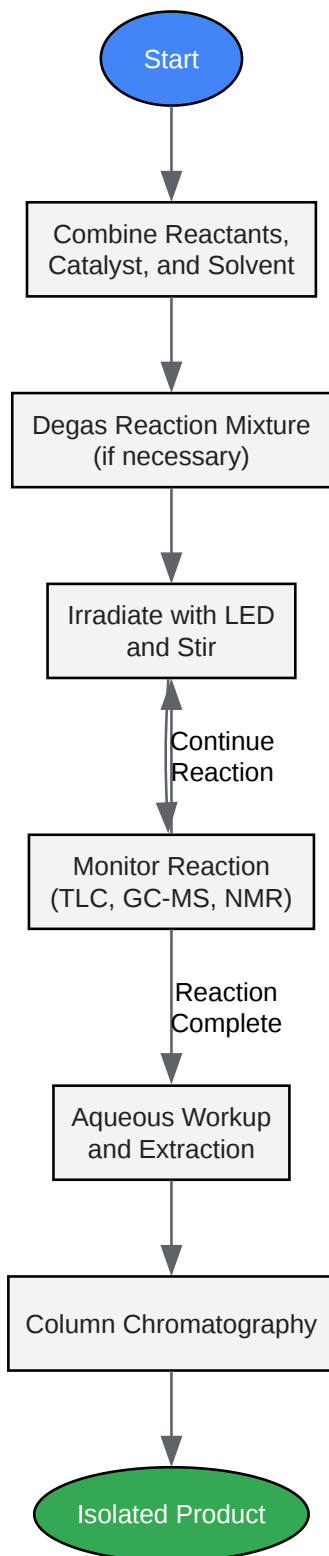 Start
Combine Reactants,
Catalyst, and Solvent
Degas Reaction Mixture
(if necessary)
Irradiate with LED
and Stir
Continue
Reaction
Monitor Reaction
(TLC, GC-MS, NMR)
Reaction
Complete
Aqueous Workup
and Extraction
Column Chromatography
Isolated Product